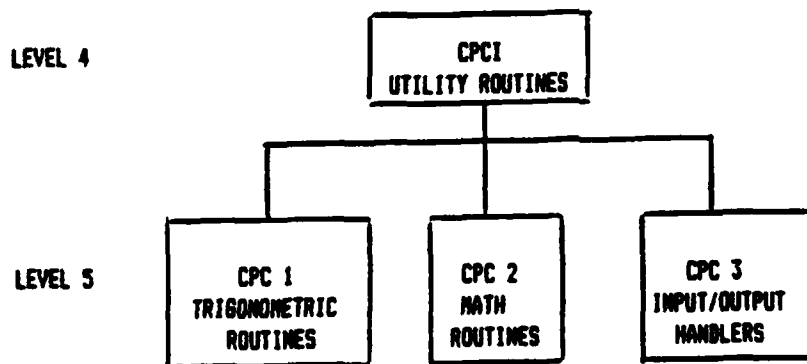 LEVEL 4
CPCI
UTILITY ROUTINES
LEVEL 5
CPC 1
TRIGONOMETRIC
ROUTINES
CPC 2
MATH
ROUTINES
CPC 3
INPUT/OUTPUT
HANDLERS